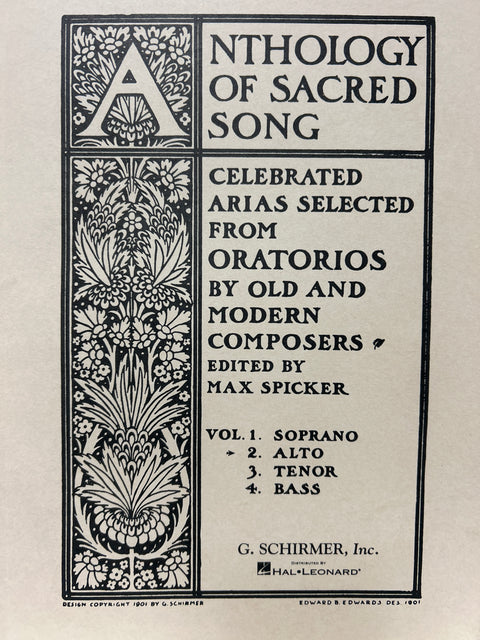 ANTHOLOGY
OF SACRED
SONG
CELEBRATED
ARIAS SELECTED
FROM
ORATORIOS
BY OLD AND
MODERN
COMPOSERS
EDITED BY
MAX SPICKER
VOL. 1. SOPRANO
2. ALTO
3. TENOR
4. BASS
G. SCHIRMER, Inc.
DISTRIBUTED BY
HAL•LEONARD®
DESIGN COPYRIGHT 1901 BY G. SCHIRMER
EDWARD B. EDWARDS DES. 1901